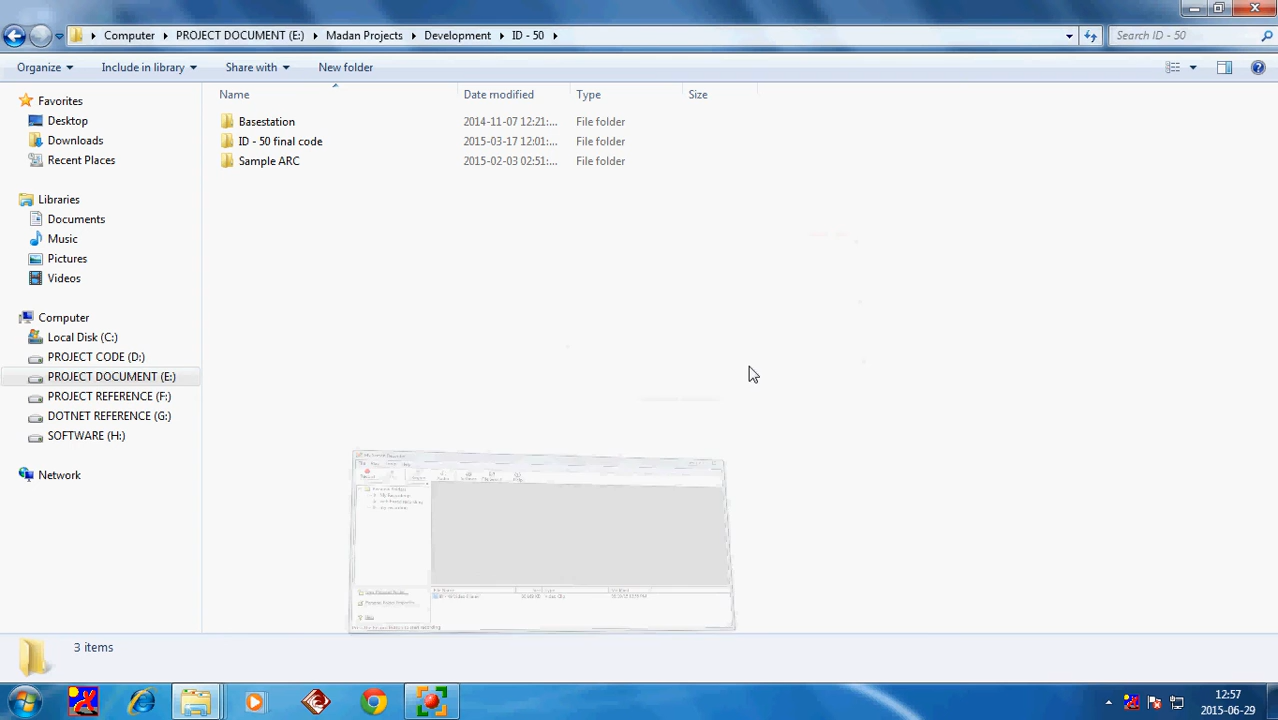 Computer PROJECT DOCUMENT (E:) Madan Projects Development ID - 50
Search ID - 50
Organize Include in library Share with New folder
Name Date modified Type Size
Basestation 2014-11-07 12:21:... File folder
ID - 50 final code 2015-03-17 12:01:... File folder
Sample ARC 2015-02-03 02:51:... File folder
Favorites
Desktop
Downloads
Recent Places
Libraries
Documents
Music
Pictures
Videos
Computer
Local Disk (C:)
PROJECT CODE (D:)
PROJECT DOCUMENT (E:)
PROJECT REFERENCE (F:)
DOTNET REFERENCE (G:)
SOFTWARE (H:)
Network
3 items
12:57
2015-06-29